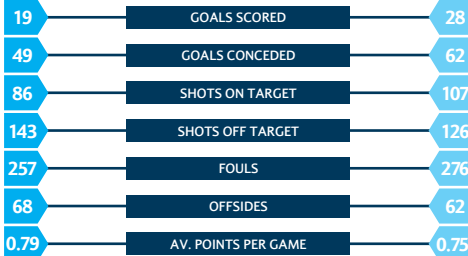 19 GOALS SCORED 28
49 GOALS CONCEDED 62
86 SHOTS ON TARGET 107
143 SHOTS OFF TARGET 126
257 FOULS 276
68 OFFSIDES 62
0.79 AV. POINTS PER GAME 0.75